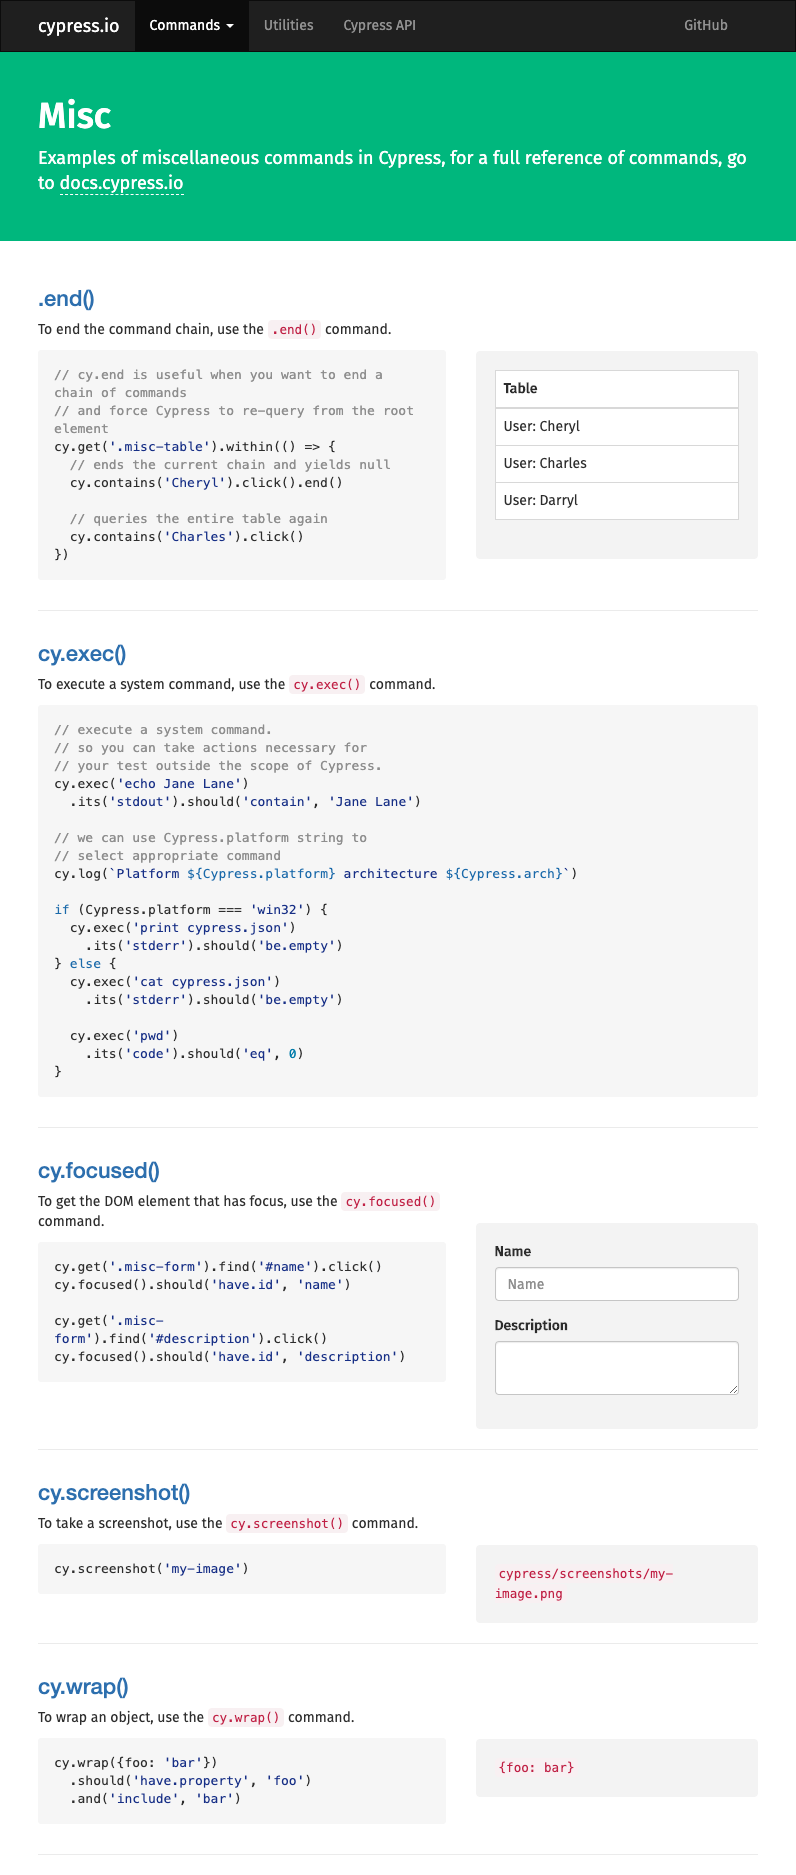 cypress.io Commands Utilities Cypress API GitHub
Misc
Examples of miscellaneous commands in Cypress, for a full reference of commands, go
to docs.cypress.io
.end()
To end the command chain, use the .end() command.
// cy.end is useful when you want to end a
chain of commands
// and force Cypress to re-query from the root
element
cy.get('.misc-table').within(() => {
  // ends the current chain and yields null
  cy.contains('Cheryl').click().end()
  // queries the entire table again
  cy.contains('Charles').click()
})
Table
User: Cheryl
User: Charles
User: Darryl
cy.exec()
To execute a system command, use the cy.exec() command.
// execute a system command.
// so you can take actions necessary for
// your test outside the scope of Cypress.
cy.exec('echo Jane Lane')
  .its('stdout').should('contain', 'Jane Lane')
// we can use Cypress.platform string to
// select appropriate command
cy.log(`Platform ${Cypress.platform} architecture ${Cypress.arch}`)
if (Cypress.platform === 'win32') {
  cy.exec('print cypress.json')
    .its('stderr').should('be.empty')
} else {
  cy.exec('cat cypress.json')
    .its('stderr').should('be.empty')
  cy.exec('pwd')
    .its('code').should('eq', 0)
}
cy.focused()
To get the DOM element that has focus, use the cy.focused()
command.
cy.get('.misc-form').find('#name').click()
cy.focused().should('have.id', 'name')
cy.get('.misc-
form').find('#description').click()
cy.focused().should('have.id', 'description')
Name
Name
Description
cy.screenshot()
To take a screenshot, use the cy.screenshot() command.
cy.screenshot('my-image')
cypress/screenshots/my-
image.png
cy.wrap()
To wrap an object, use the cy.wrap() command.
cy.wrap({foo: 'bar'})
  .should('have.property', 'foo')
  .and('include', 'bar')
{foo: bar}